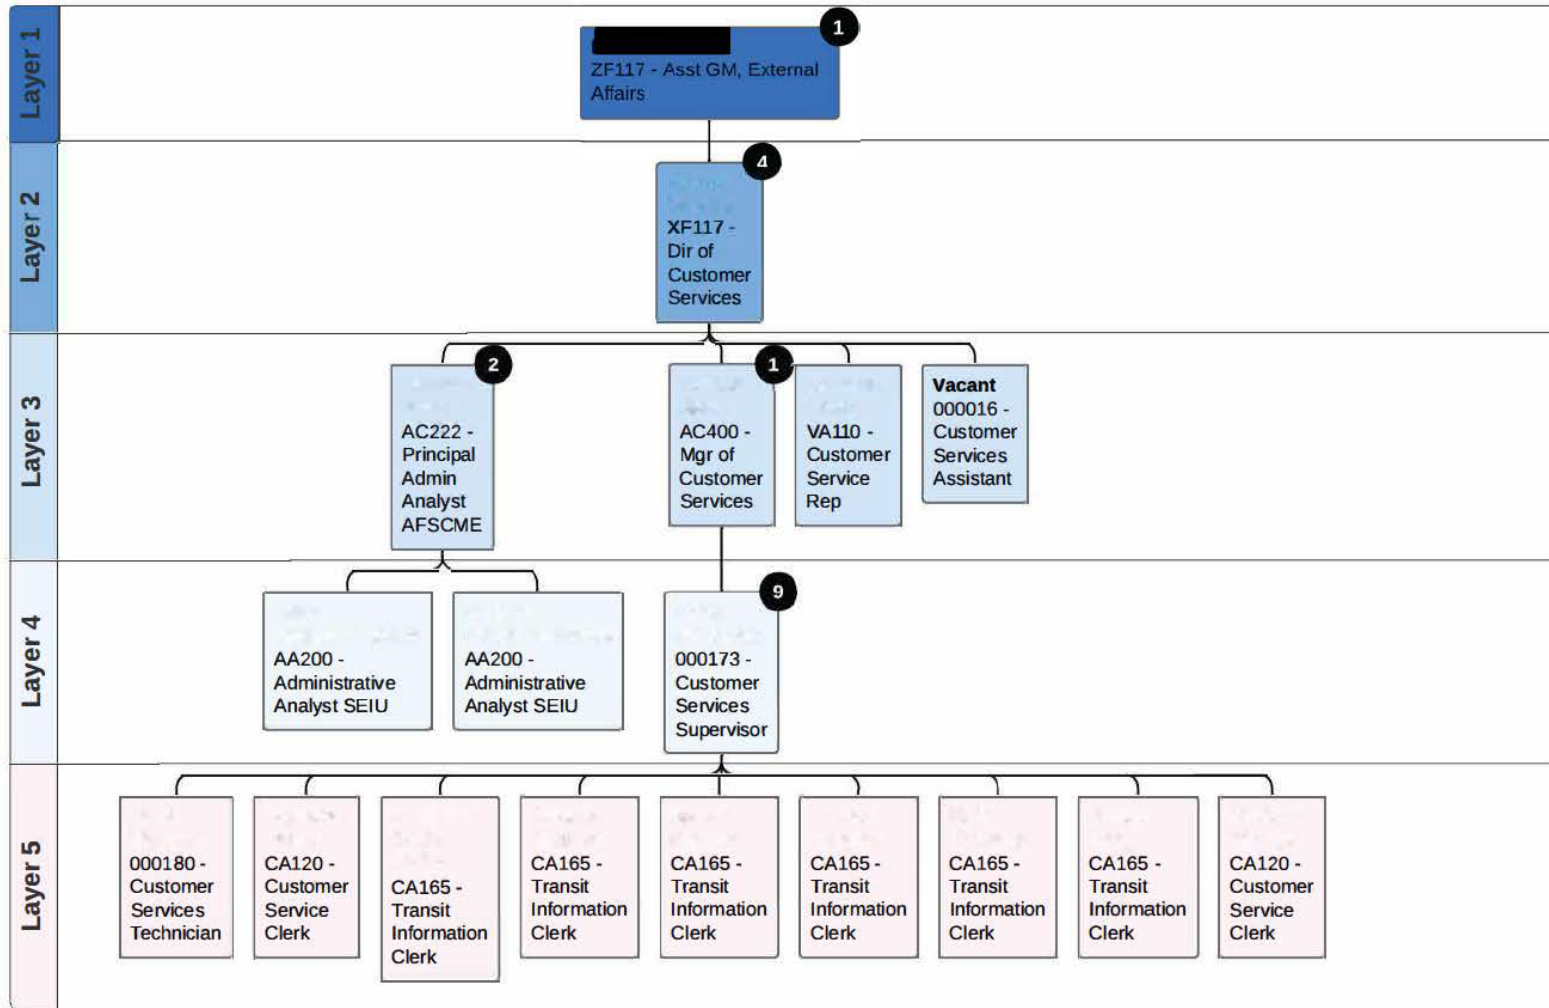 Layer 1
1
ZF117 - Asst GM, External
Affairs
Layer 2
4
XF117 -
Dir of
Customer
Services
Layer 3
2
AC222 -
Principal
Admin
Analyst
AFSCME
1
AC400 -
Mgr of
Customer
Services
VA110 -
Customer
Service
Rep
Vacant
000016 -
Customer
Services
Assistant
Layer 4
AA200 -
Administrative
Analyst SEIU
AA200 -
Administrative
Analyst SEIU
9
000173 -
Customer
Services
Supervisor
Layer 5
000180 -
Customer
Services
Technician
CA120 -
Customer
Service
Clerk
CA165 -
Transit
Information
Clerk
CA165 -
Transit
Information
Clerk
CA165 -
Transit
Information
Clerk
CA165 -
Transit
Information
Clerk
CA165 -
Transit
Information
Clerk
CA165 -
Transit
Information
Clerk
CA120 -
Customer
Service
Clerk